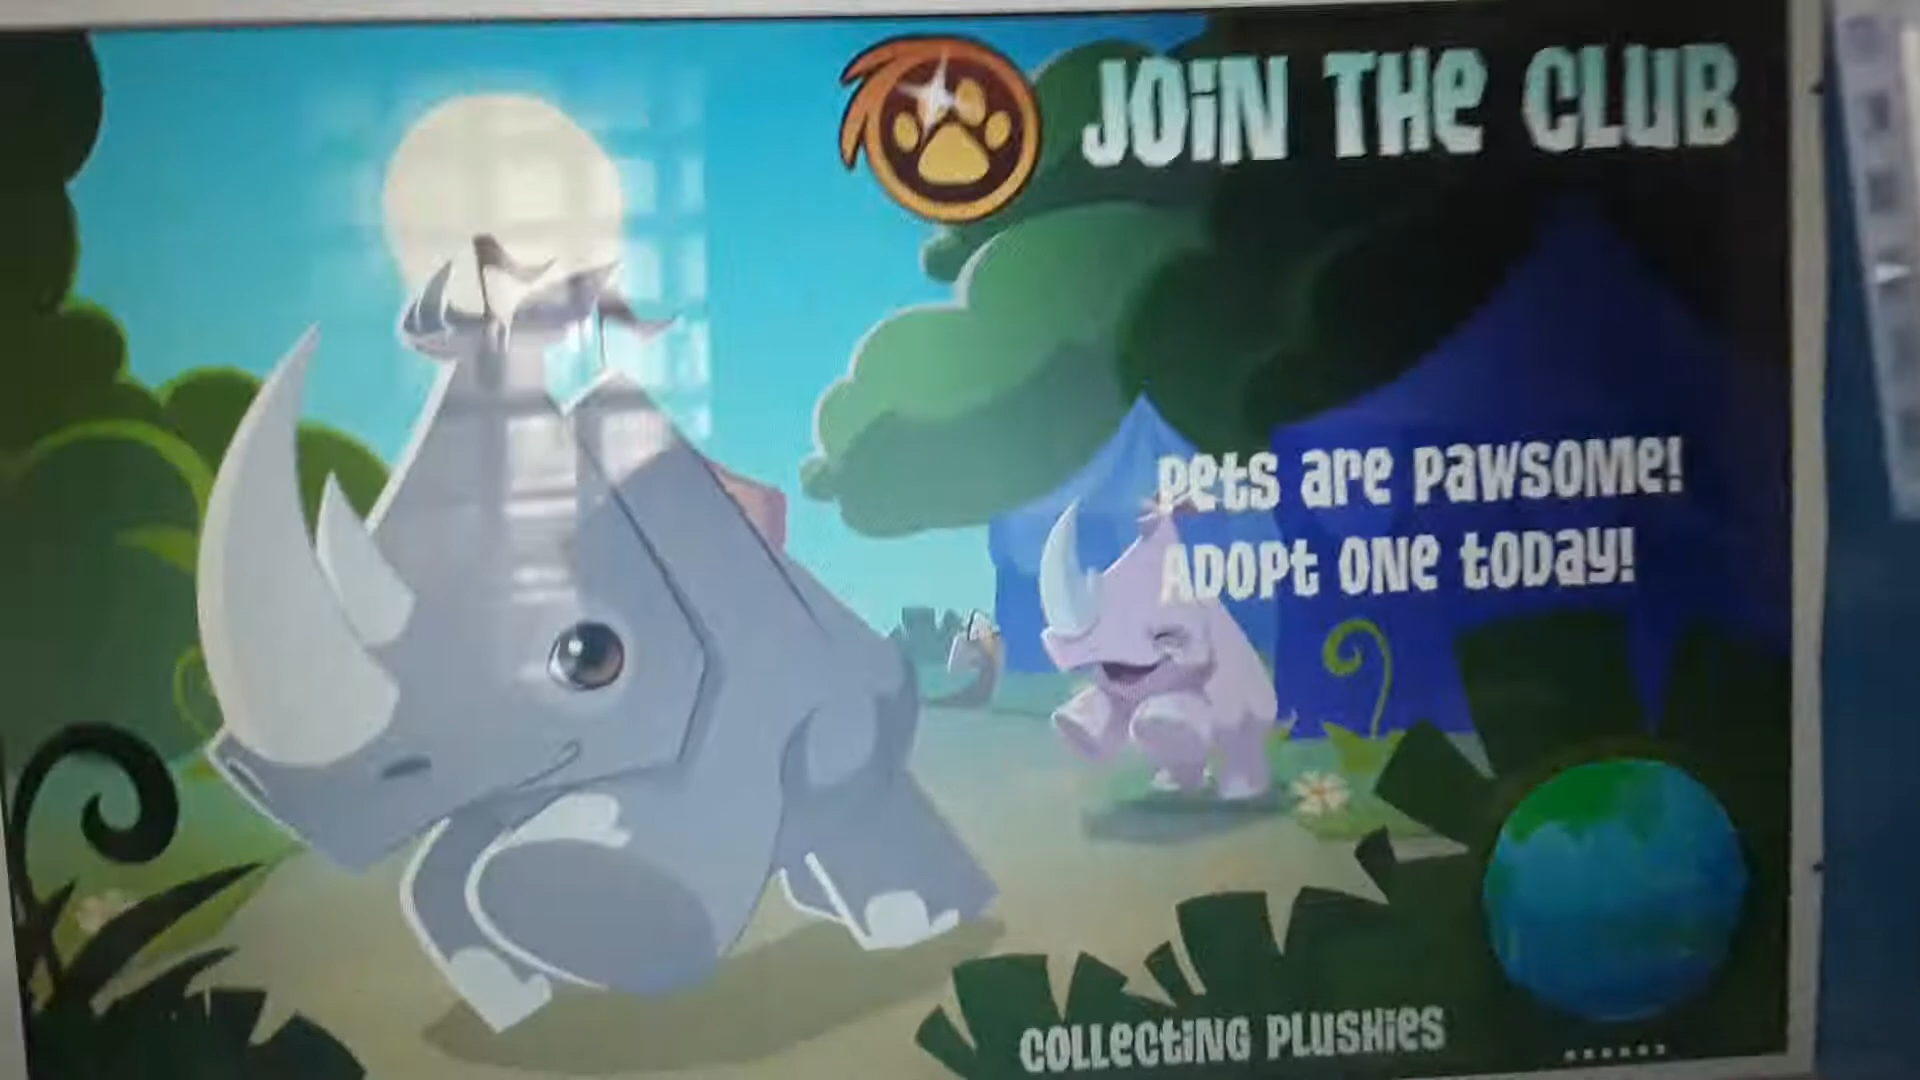 JOIN THE CLUB
Pets are PAWSOME!
ADOPT ONE TODAY!
COLLECTING PLUSHIES